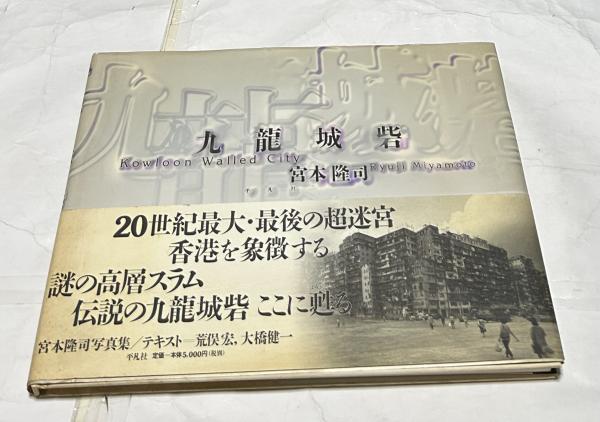 九龍城砦
Kowloon Walled City
宮本隆司 Ryuji Miyamoto
平凡社
20世紀最大・最後の超迷宮
香港を象徴する
謎の高層スラム
伝説の九龍城砦 ここに甦る
宮本隆司写真集/テキスト=荒俣宏,大橋健一
平凡社 定価=本体5,000円(税別)